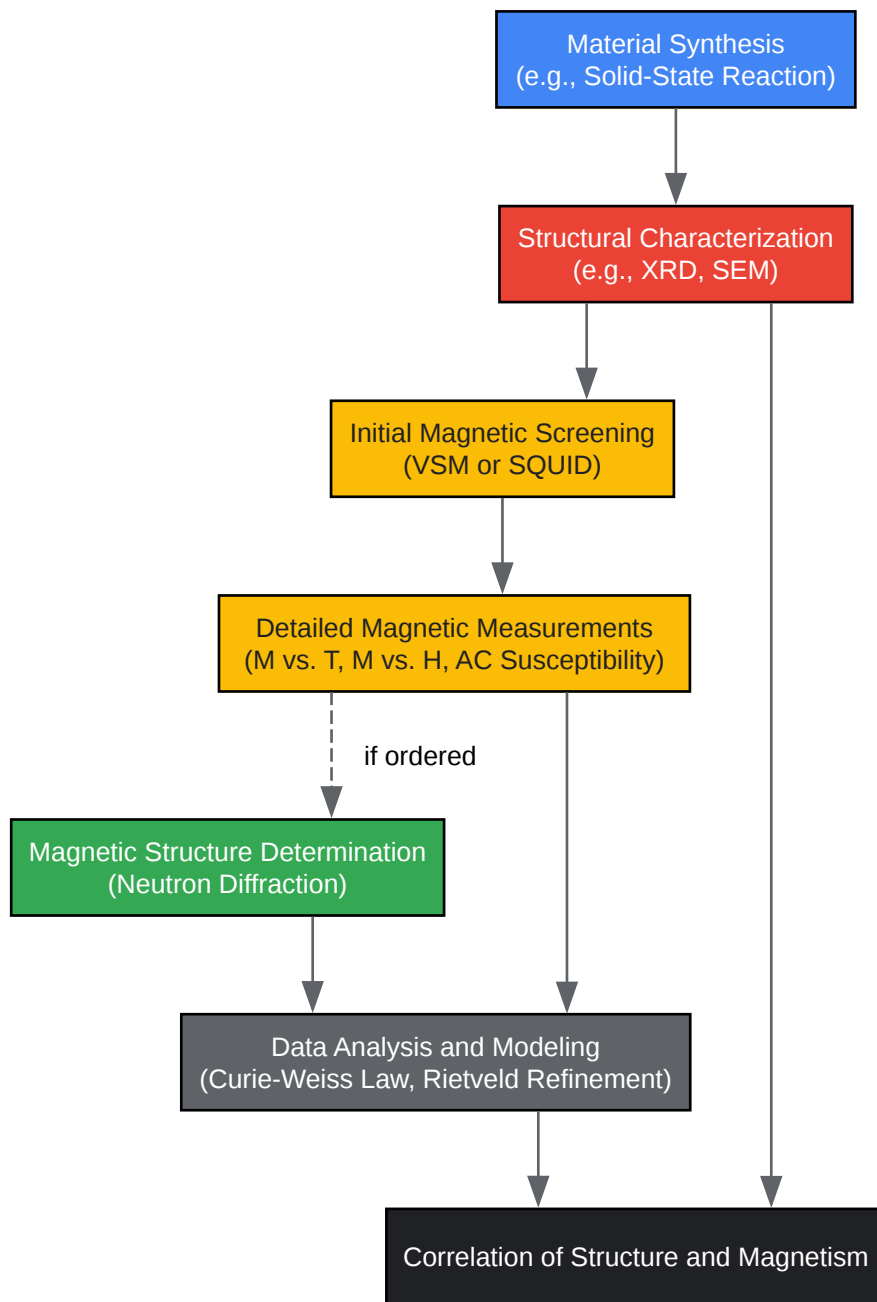 Material Synthesis
(e.g., Solid-State Reaction)
Structural Characterization
(e.g., XRD, SEM)
Initial Magnetic Screening
(VSM or SQUID)
Detailed Magnetic Measurements
(M vs. T, M vs. H, AC Susceptibility)
if ordered
Magnetic Structure Determination
(Neutron Diffraction)
Data Analysis and Modeling
(Curie-Weiss Law, Rietveld Refinement)
Correlation of Structure and Magnetism